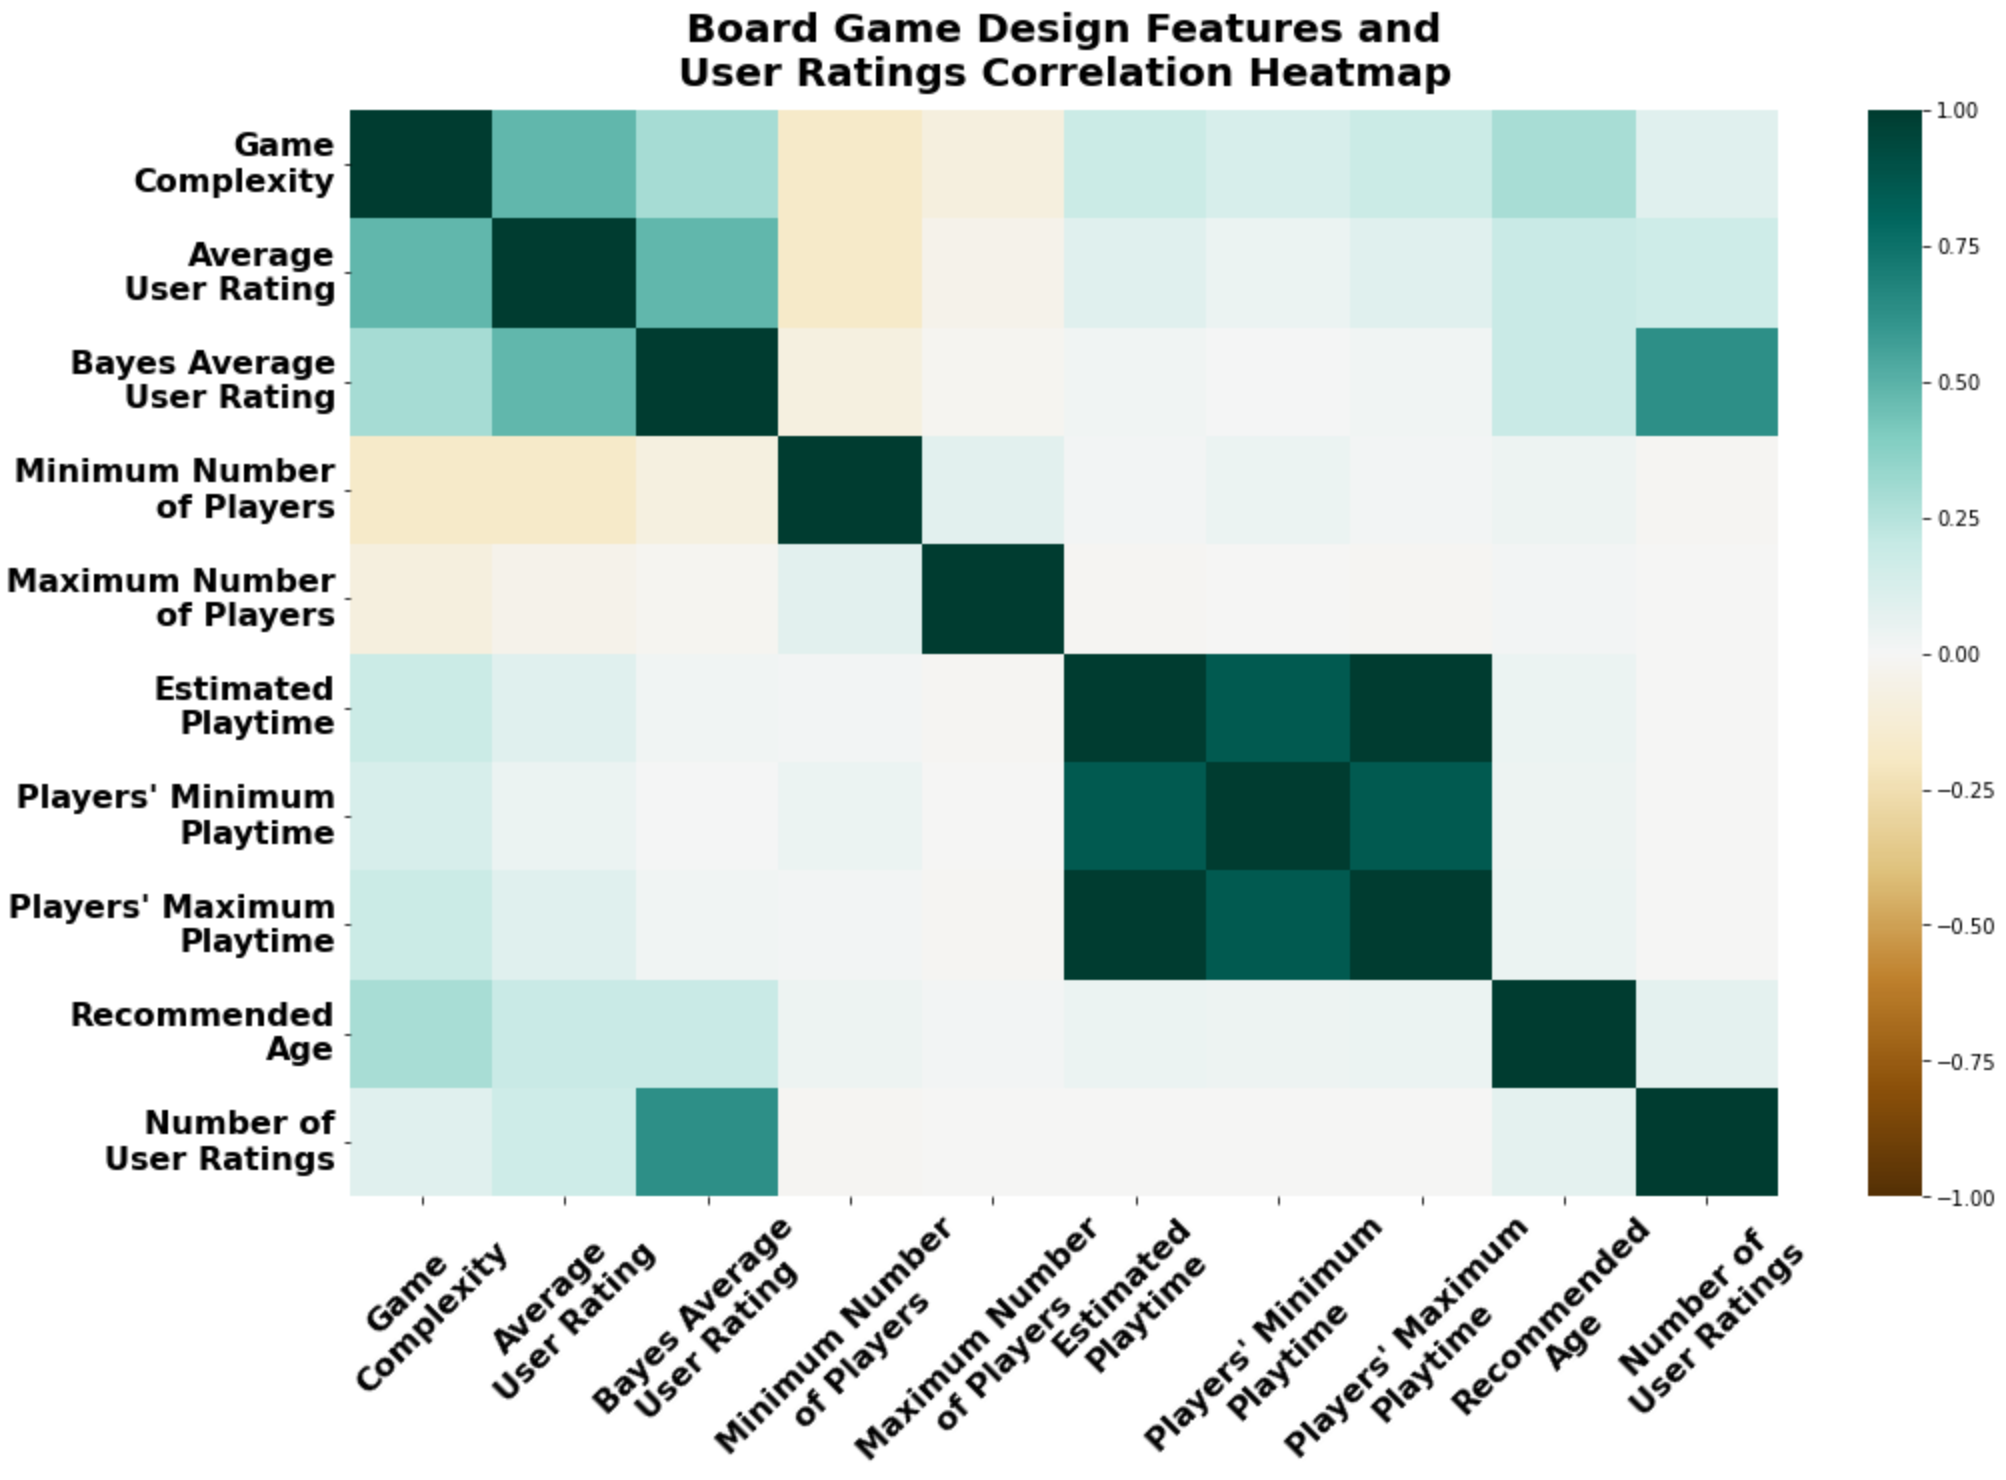 Board Game Design Features and
User Ratings Correlation Heatmap
Game
Complexity
Average
User Rating
Bayes Average
User Rating
Minimum Number
of Players
Maximum Number
of Players
Estimated
Playtime
Players' Minimum
Playtime
Players' Maximum
Playtime
Recommended
Age
Number of
User Ratings
1.00
0.75
0.50
0.25
0.00
−0.25
−0.50
−0.75
−1.00
Game
Complexity
Average
User Rating
Bayes Average
User Rating
Minimum Number
of Players
Maximum Number
of Players
Estimated
Playtime
Players' Minimum
Playtime
Players' Maximum
Playtime
Recommended
Age
Number of
User Ratings